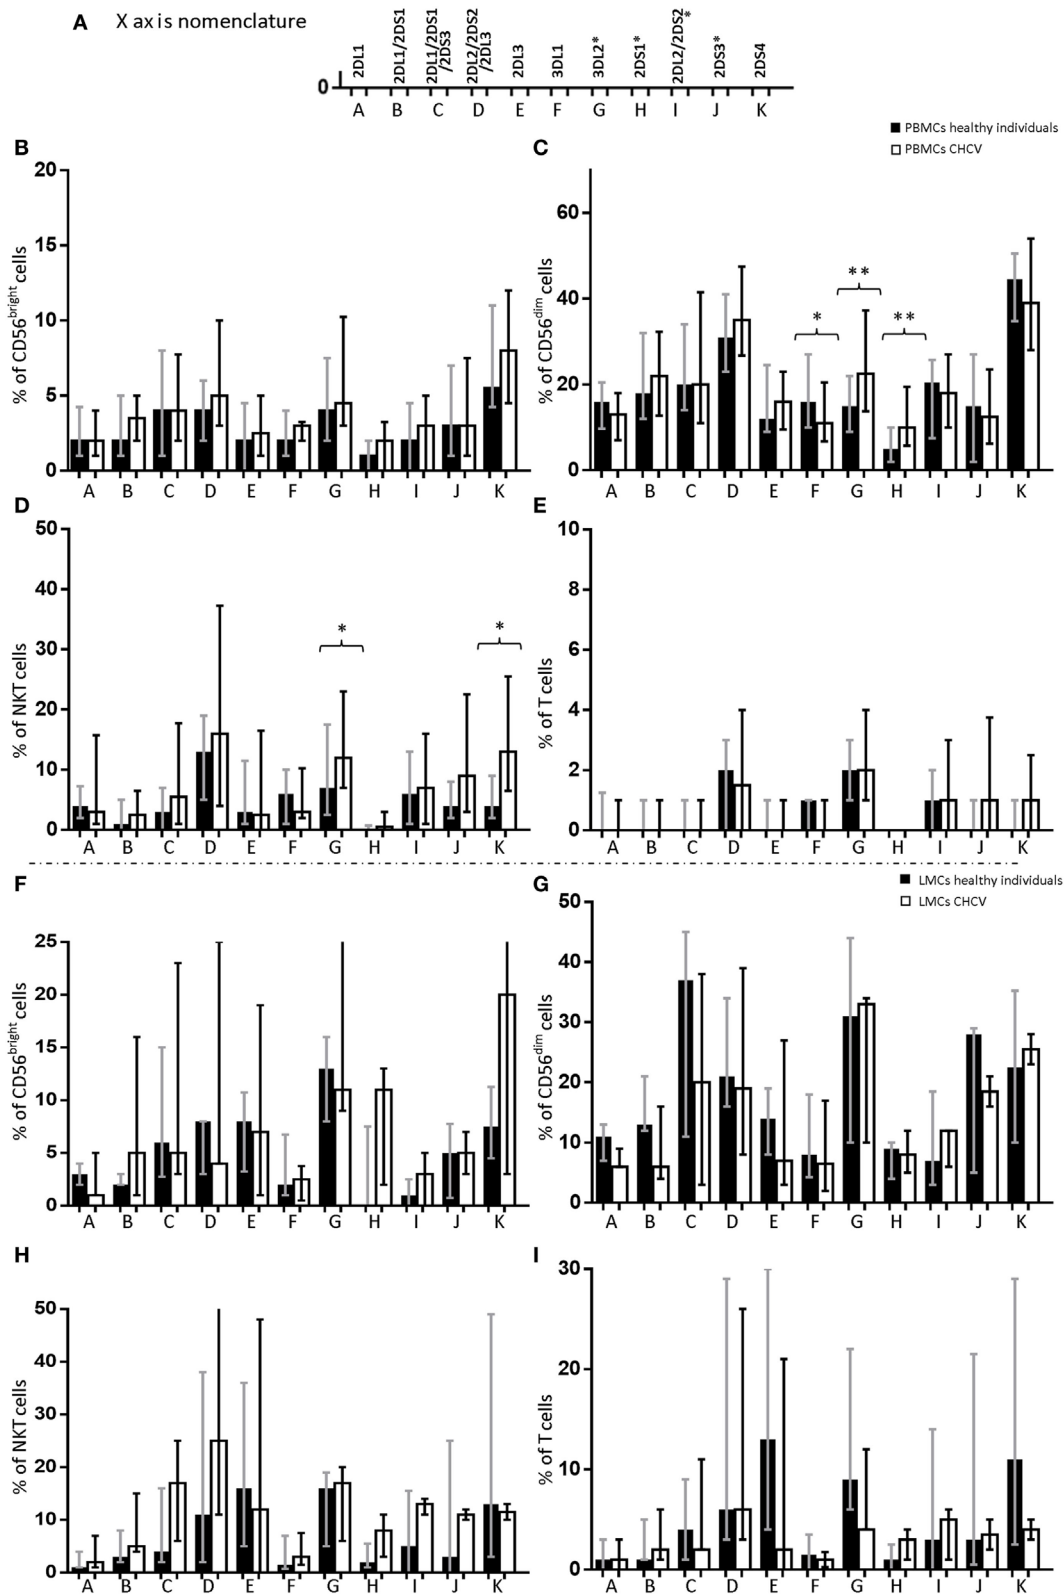 A X ax is nomenclature
2DL1 2DL1/2DS1 2DL1/2DS1 /2DS3 2DL2/2DS2 /2DL3 2DL3 3DL1 3DL2* 2DS1* 2DL2/2DS2 * 2DS3* 2DS4
0
A B C D E F G H I J K
PBMCs healthy individuals
PBMCs CHCV
B
20
15
10
5
0
% of CD56bright cells
A B C D E F G H I J K
C
60
40
20
0
% of CD56dim cells
* ** **
A B C D E F G H I J K
D
50
40
30
20
10
0
% of NKT cells
* *
A B C D E F G H I J K
E
10
8
6
4
2
0
% of T cells
A B C D E F G H I J K
LMCs healthy individuals
LMCs CHCV
F
25
20
15
10
5
0
% of CD56bright cells
A B C D E F G H I J K
G
50
40
30
20
10
0
% of CD56dim cells
A B C D E F G H I J K
H
50
40
30
20
10
0
% of NKT cells
A B C D E F G H I J K
I
30
20
10
0
% of T cells
A B C D E F G H I J K